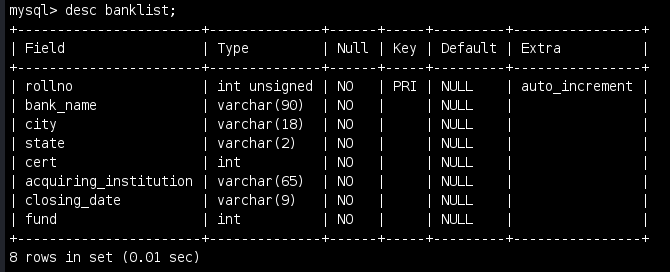 mysql> desc banklist;
+-----------------------+--------------+------+-----+---------+----------------+
| Field                 | Type         | Null | Key | Default | Extra          |
+-----------------------+--------------+------+-----+---------+----------------+
| rollno                | int unsigned | NO   | PRI | NULL    | auto_increment |
| bank_name             | varchar(90)  | NO   |     | NULL    |                |
| city                  | varchar(18)  | NO   |     | NULL    |                |
| state                 | varchar(2)   | NO   |     | NULL    |                |
| cert                  | int          | NO   |     | NULL    |                |
| acquiring_institution | varchar(65)  | NO   |     | NULL    |                |
| closing_date          | varchar(9)   | NO   |     | NULL    |                |
| fund                  | int          | NO   |     | NULL    |                |
+-----------------------+--------------+------+-----+---------+----------------+
8 rows in set (0.01 sec)